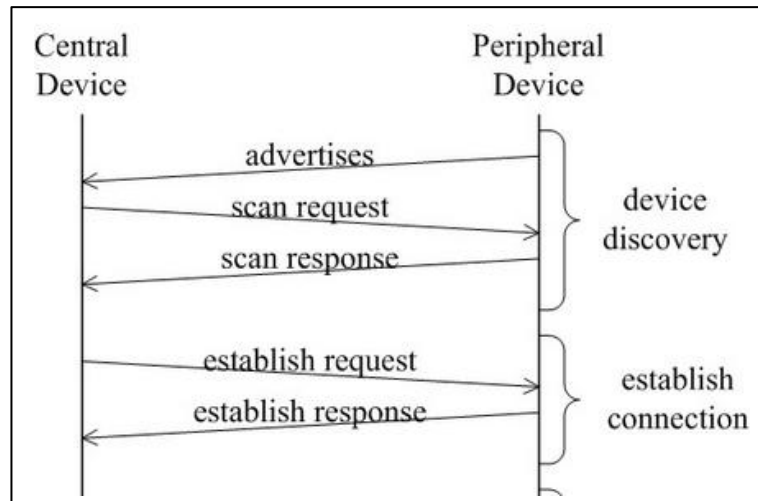 Central
Device
Peripheral
Device
advertises
scan request
scan response
device
discovery
establish request
establish response
establish
connection